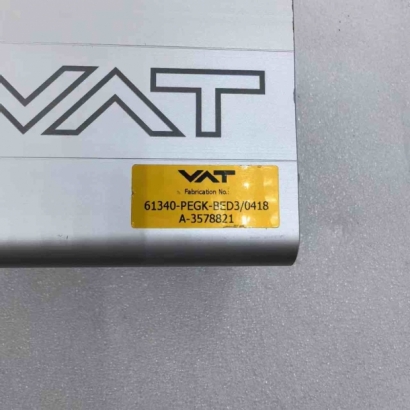 VAT
VAT
Fabrication No.:
61340-PEGK-BED3/0418
A-3578821